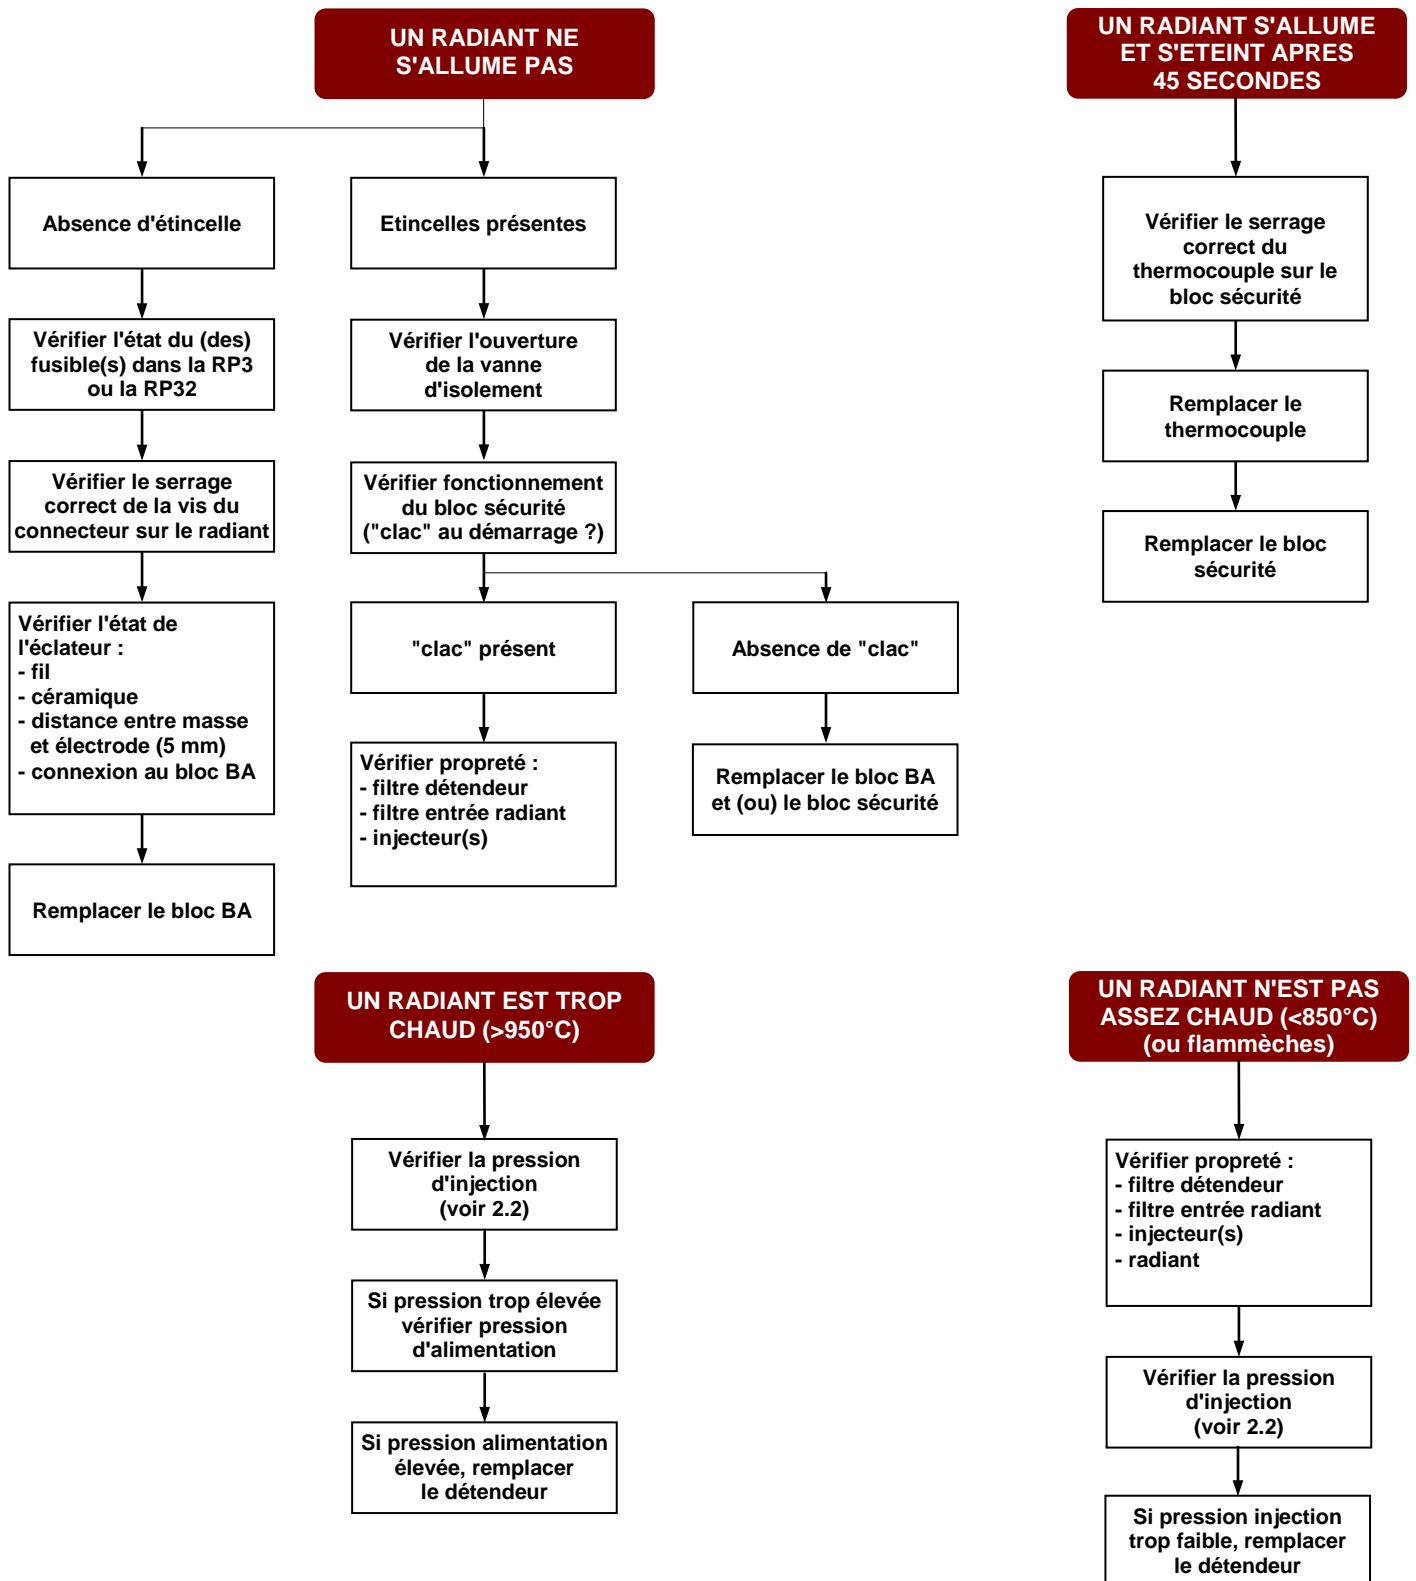 UN RADIANT NE
S'ALLUME PAS
UN RADIANT S'ALLUME
ET S'ETEINT APRES
45 SECONDES
Absence d'étincelle
Etincelles présentes
Vérifier le serrage
correct du
thermocouple sur le
bloc sécurité
Vérifier l'état du (des)
fusible(s) dans la RP3
ou la RP32
Vérifier l'ouverture
de la vanne
d'isolement
Remplacer le
thermocouple
Vérifier le serrage
correct de la vis du
connecteur sur le radiant
Vérifier fonctionnement
du bloc sécurité
("clac" au démarrage ?)
Remplacer le bloc
sécurité
Vérifier l'état de
l'éclateur :
- fil
- céramique
- distance entre masse
et électrode (5 mm)
- connexion au bloc BA
"clac" présent
Absence de "clac"
Vérifier propreté :
- filtre détendeur
- filtre entrée radiant
- injecteur(s)
Remplacer le bloc BA
et (ou) le bloc sécurité
Remplacer le bloc BA
UN RADIANT EST TROP
CHAUD (>950°C)
UN RADIANT N'EST PAS
ASSEZ CHAUD (<850°C)
(ou flammèches)
Vérifier la pression
d'injection
(voir 2.2)
Vérifier propreté :
- filtre détendeur
- filtre entrée radiant
- injecteur(s)
- radiant
Si pression trop élevée
vérifier pression
d'alimentation
Vérifier la pression
d'injection
(voir 2.2)
Si pression alimentation
élevée, remplacer
le détendeur
Si pression injection
trop faible, remplacer
le détendeur